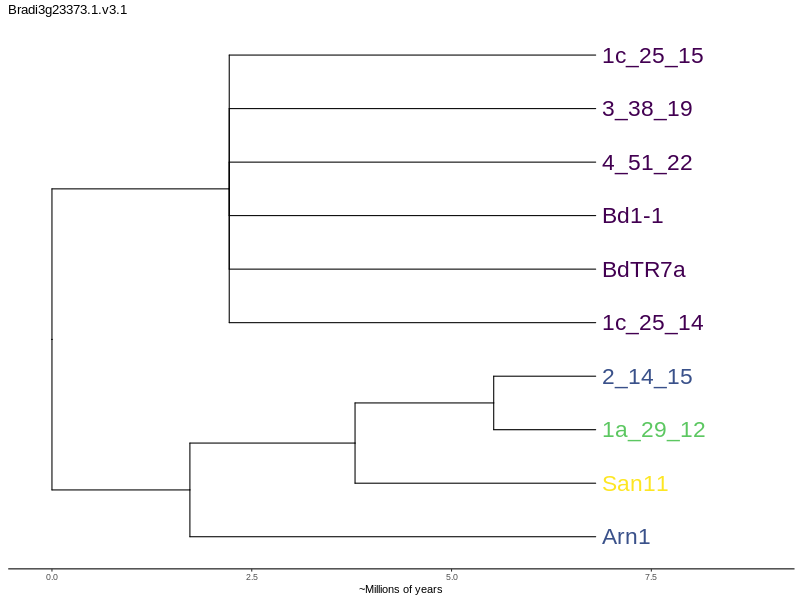 Bradi3g23373.1.v3.1
1c_25_15
3_38_19
4_51_22
Bd1-1
BdTR7a
1c_25_14
2_14_15
1a_29_12
San11
Arn1
0.0 2.5 5.0 7.5
~Millions of years